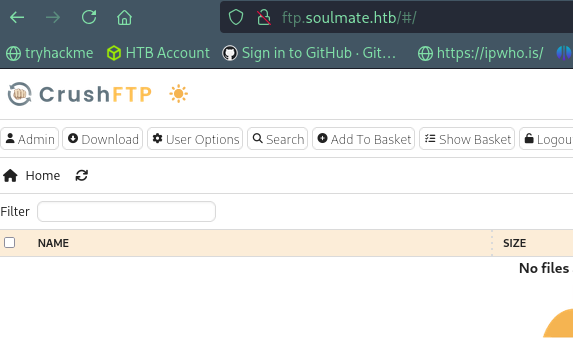 ftp.soulmate.htb/#/
tryhackme HTB Account Sign in to GitHub · Git… https://ipwho.is/
CrushFTP
Admin Download User Options Search Add To Basket Show Basket Logou
Home
Filter
NAME SIZE
No files